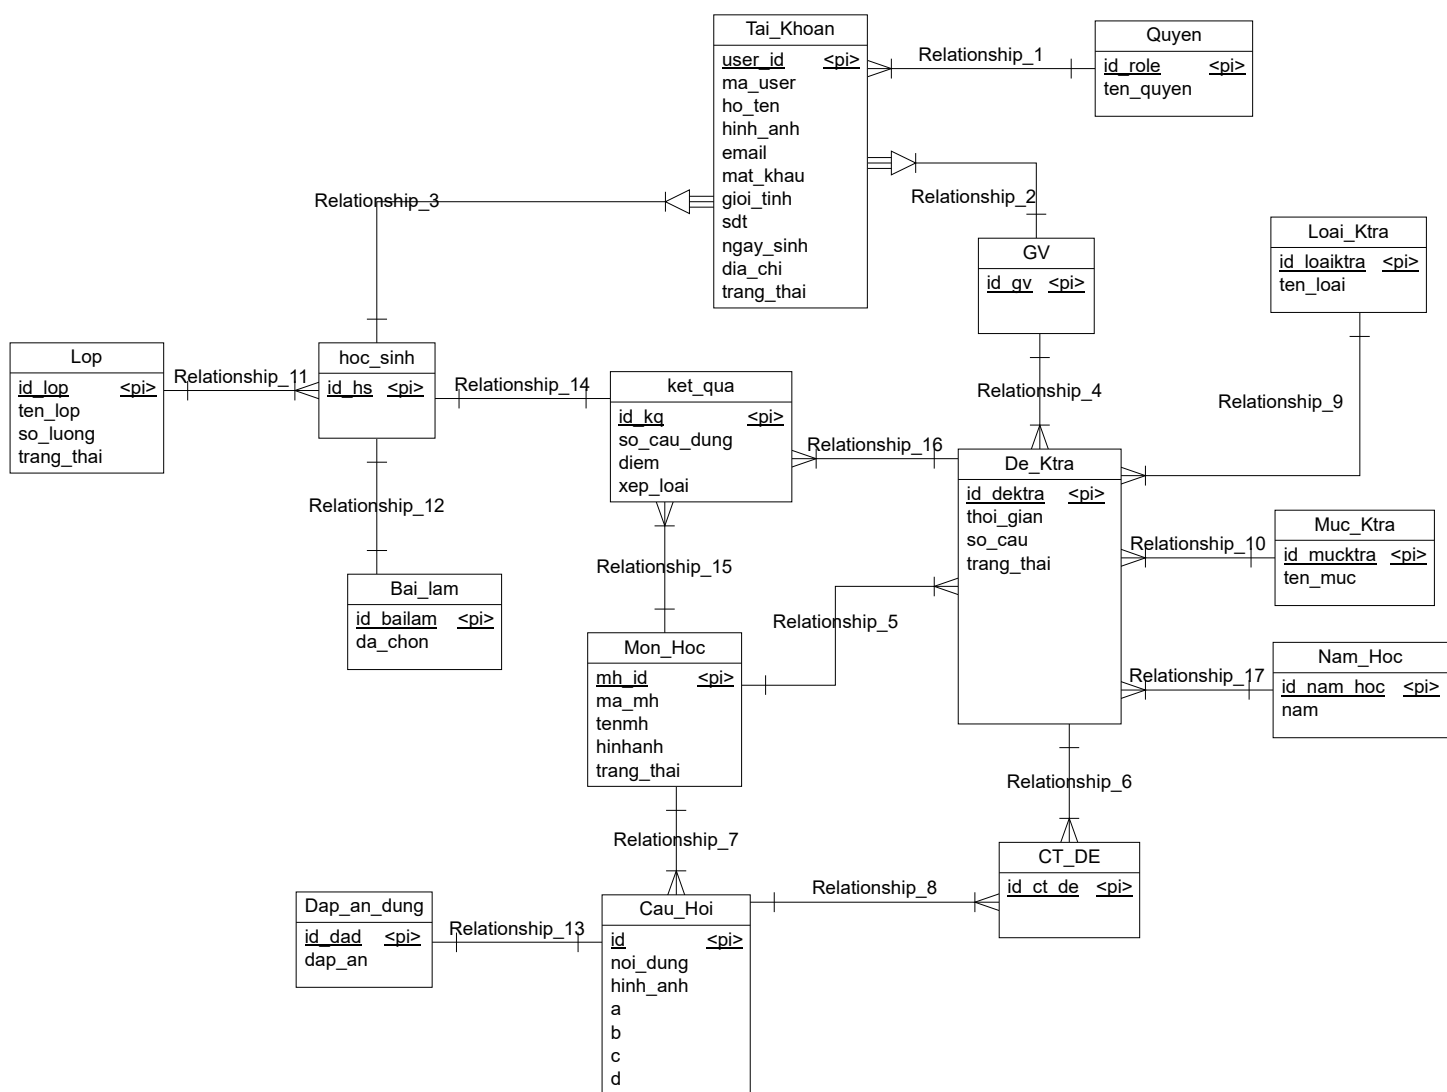 Tai_Khoan
user_id <pi>
ma_user
ho_ten
hinh_anh
email
mat_khau
gioi_tinh
sdt
ngay_sinh
dia_chi
trang_thai
Relationship_1
Quyen
id_role <pi>
ten_quyen
Relationship_3
Relationship_2
GV
id_gv <pi>
Loai_Ktra
id_loaiktra <pi>
ten_loai
Lop
id_lop <pi>
ten_lop
so_luong
trang_thai
Relationship_11
hoc_sinh
id_hs <pi>
Relationship_14
ket_qua
id_kq <pi>
so_cau_dung
diem
xep_loai
Relationship_4
Relationship_9
Relationship_16
De_Ktra
id_dektra <pi>
thoi_gian
so_cau
trang_thai
Relationship_12
Relationship_10
Muc_Ktra
id_mucktra <pi>
ten_muc
Relationship_15
Bai_lam
id_bailam <pi>
da_chon
Relationship_5
Mon_Hoc
mh_id <pi>
ma_mh
tenmh
hinhanh
trang_thai
Relationship_17
Nam_Hoc
id_nam_hoc <pi>
nam
Relationship_6
Relationship_7
CT_DE
id_ct_de <pi>
Relationship_8
Dap_an_dung
id_dad <pi>
dap_an
Relationship_13
Cau_Hoi
id <pi>
noi_dung
hinh_anh
a
b
c
d